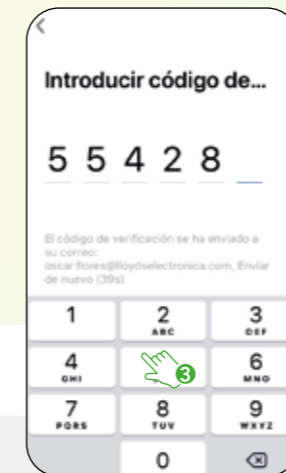 Introducir código de...
5 5 4 2 8
El código de verificación se ha enviado a
su correo:
oscar.flores@lloydselectronica.com, Enviar
de nuevo (39s)
1 2 3
ABC DEF
4 3 6
GHI MNO
7 8 9
PQRS TUV WXYZ
0